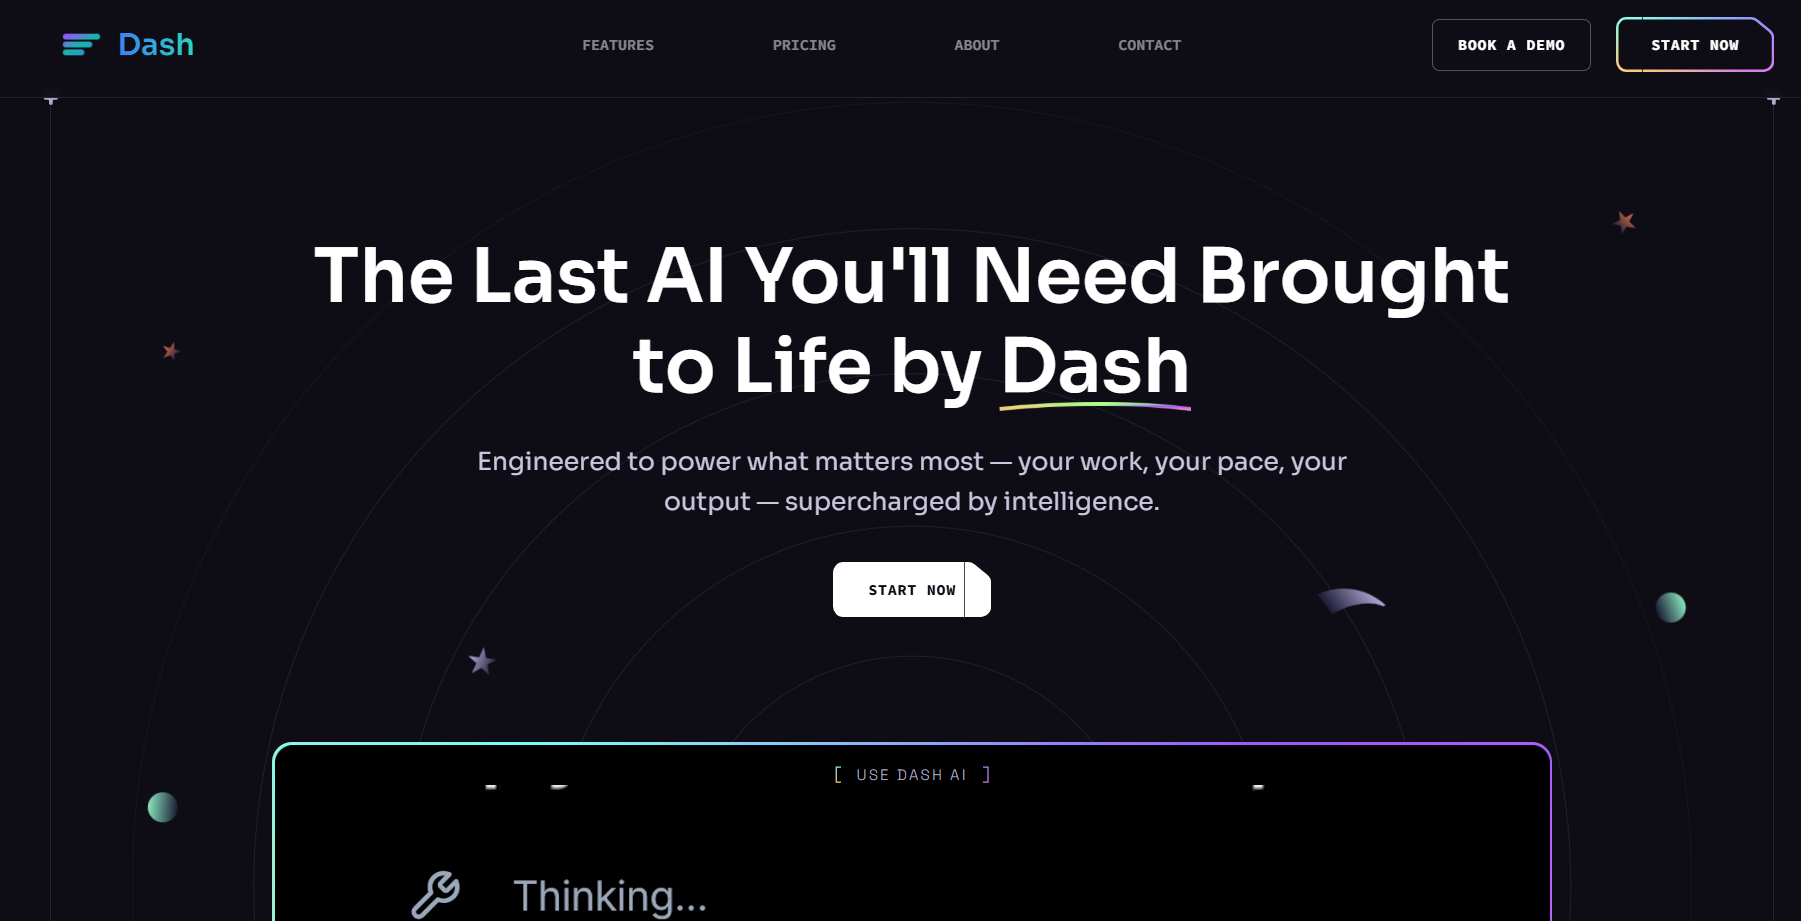 Dash
FEATURES
PRICING
ABOUT
CONTACT
BOOK A DEMO
START NOW
The Last AI You'll Need Brought
to Life by Dash
Engineered to power what matters most — your work, your pace, your
output — supercharged by intelligence.
START NOW
[ USE DASH AI ]
Thinking...